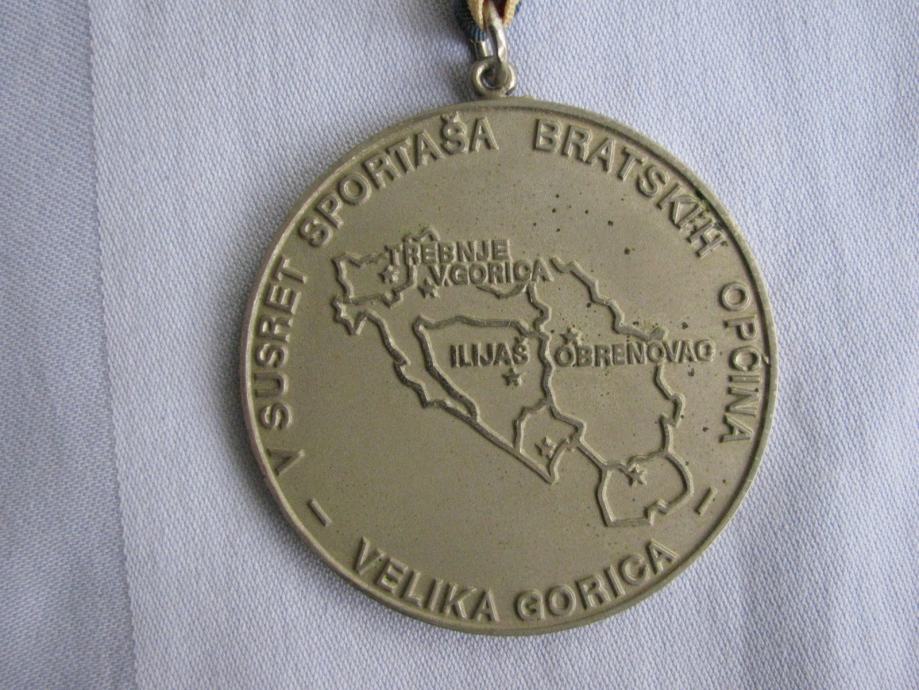 V SUSRET SPORTAŠA BRATSKIH OPĆINA
TREBNJE
V.GORICA
ILIJAŠ
OBRENOVAC
– VELIKA GORICA –